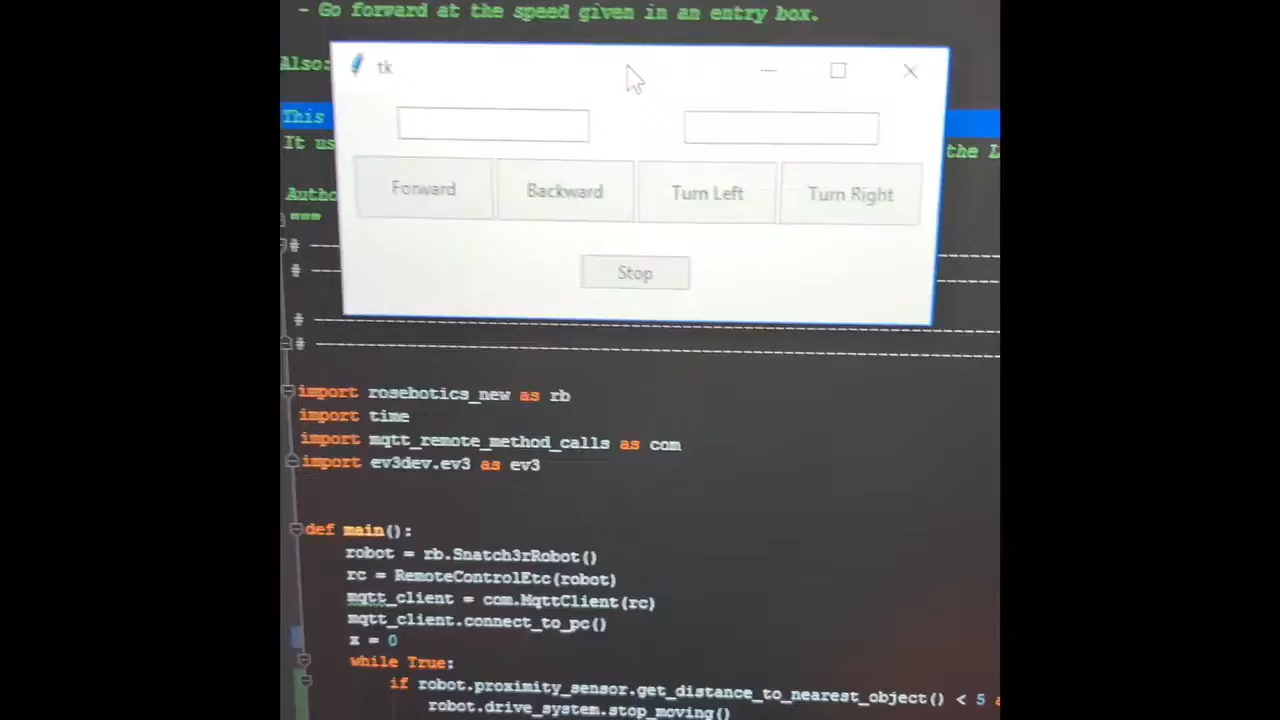 - Go forward at the speed given in an entry box.
Also:
tk
This
It us
the L
Forward Backward Turn Left Turn Right
Autho
"""
Stop
# ------------------------------
# ------------------------------
# ------------------------------
# ------------------------------
import rosebotics_new as rb
import time
import mqtt_remote_method_calls as com
import ev3dev.ev3 as ev3
def main():
robot = rb.Snatch3rRobot()
rc = RemoteControlEtc(robot)
mqtt_client = com.MqttClient(rc)
mqtt_client.connect_to_pc()
x = 0
while True:
if robot.proximity_sensor.get_distance_to_nearest_object() < 5 a
robot.drive_system.stop_moving()